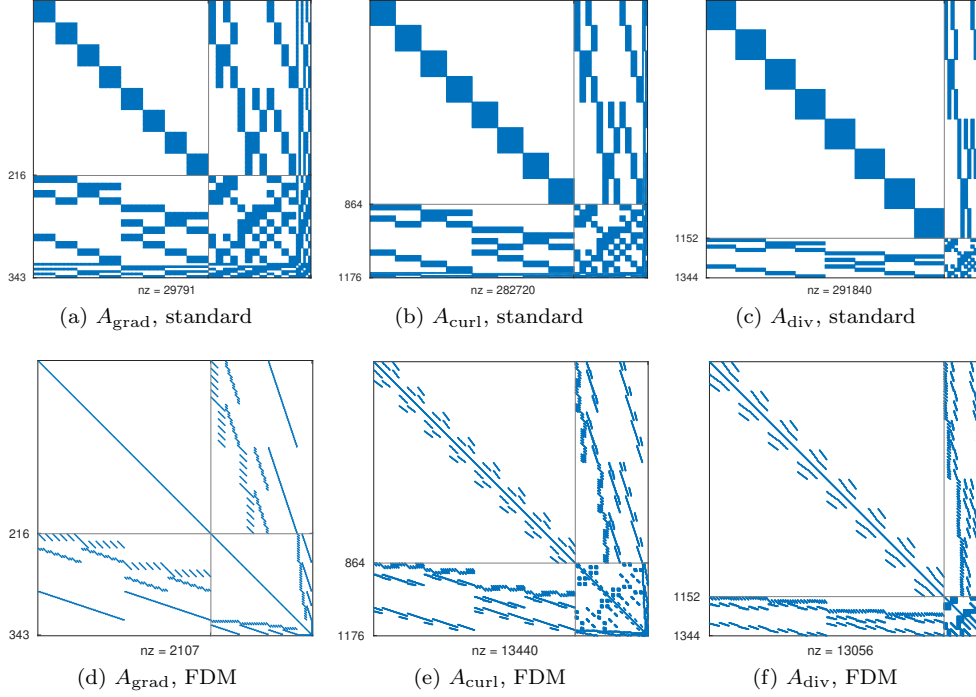 216
343
nz = 29791
(a) A_grad, standard
864
1176
nz = 282720
(b) A_curl, standard
1152
1344
nz = 291840
(c) A_div, standard
216
343
nz = 2107
(d) A_grad, FDM
864
1176
nz = 13440
(e) A_curl, FDM
1152
1344
nz = 13056
(f) A_div, FDM